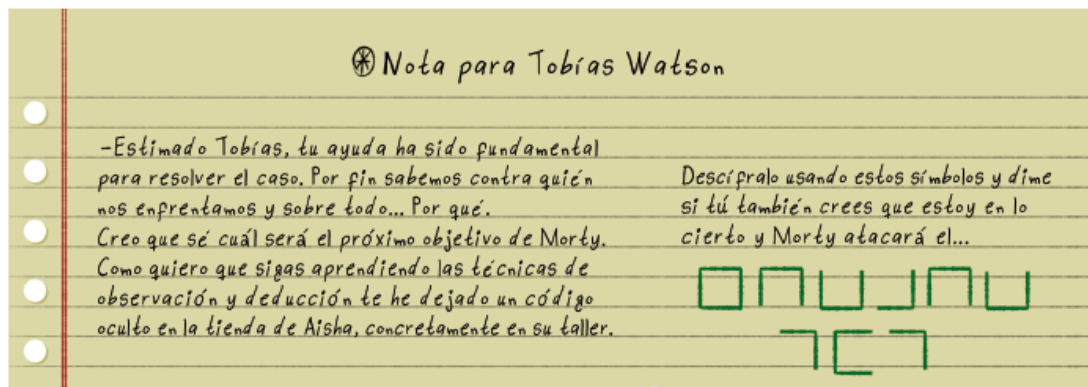 Nota para Tobías Watson
-Estimado Tobías, tu ayuda ha sido fundamental
para resolver el caso. Por fin sabemos contra quién
nos enfrentamos y sobre todo... Por qué.
Creo que sé cuál será el próximo objetivo de Morty.
Como quiero que sigas aprendiendo las técnicas de
observación y deducción te he dejado un código
oculto en la tienda de Aisha, concretamente en su taller.
Descífralo usando estos símbolos y dime
si tú también crees que estoy en lo
cierto y Morty atacará el...